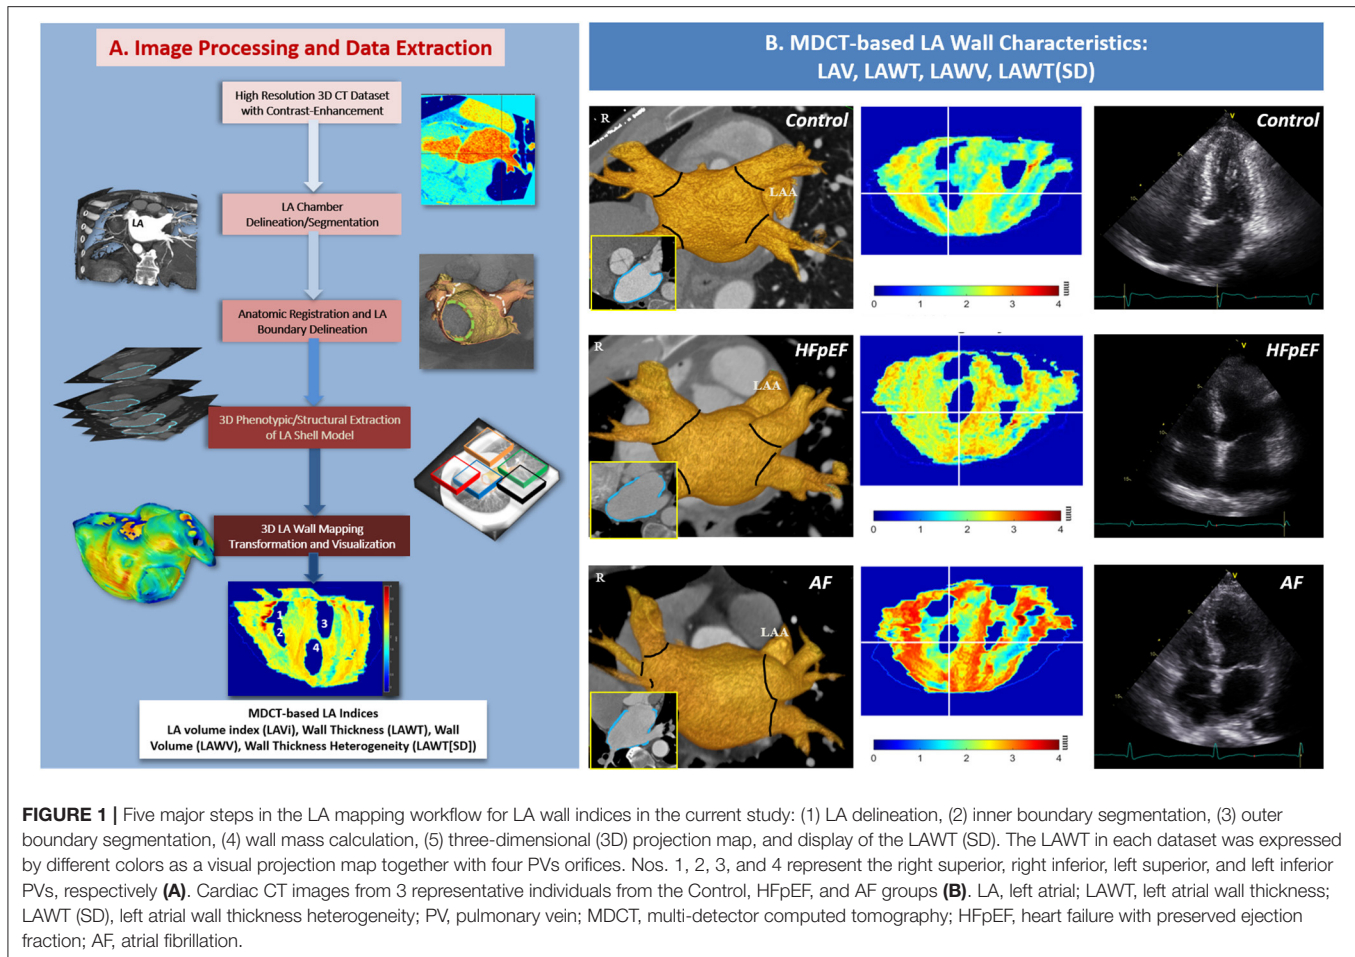 A. Image Processing and Data Extraction
High Resolution 3D CT Dataset
with Contrast-Enhancement
LA Chamber
Delineation/Segmentation
LA
Anatomic Registration and LA
Boundary Delineation
3D Phenotypic/Structural Extraction
of LA Shell Model
3D LA Wall Mapping
Transformation and Visualization
1
2
3
4
MDCT-based LA Indices
LA volume index (LAVi), Wall Thickness (LAWT), Wall
Volume (LAWV), Wall Thickness Heterogeneity (LAWT[SD])
B. MDCT-based LA Wall Characteristics:
LAV, LAWT, LAWV, LAWT(SD)
R
Control
LAA
0 1 2 3 4
mm
Control
V
R
HFpEF
LAA
0 1 2 3 4
mm
HFpEF
V
R
AF
LAA
0 1 2 3 4
mm
AF
V
FIGURE 1 | Five major steps in the LA mapping workflow for LA wall indices in the current study: (1) LA delineation, (2) inner boundary segmentation, (3) outer
boundary segmentation, (4) wall mass calculation, (5) three-dimensional (3D) projection map, and display of the LAWT (SD). The LAWT in each dataset was expressed
by different colors as a visual projection map together with four PVs orifices. Nos. 1, 2, 3, and 4 represent the right superior, right inferior, left superior, and left inferior
PVs, respectively (A). Cardiac CT images from 3 representative individuals from the Control, HFpEF, and AF groups (B). LA, left atrial; LAWT, left atrial wall thickness;
LAWT (SD), left atrial wall thickness heterogeneity; PV, pulmonary vein; MDCT, multi-detector computed tomography; HFpEF, heart failure with preserved ejection
fraction; AF, atrial fibrillation.